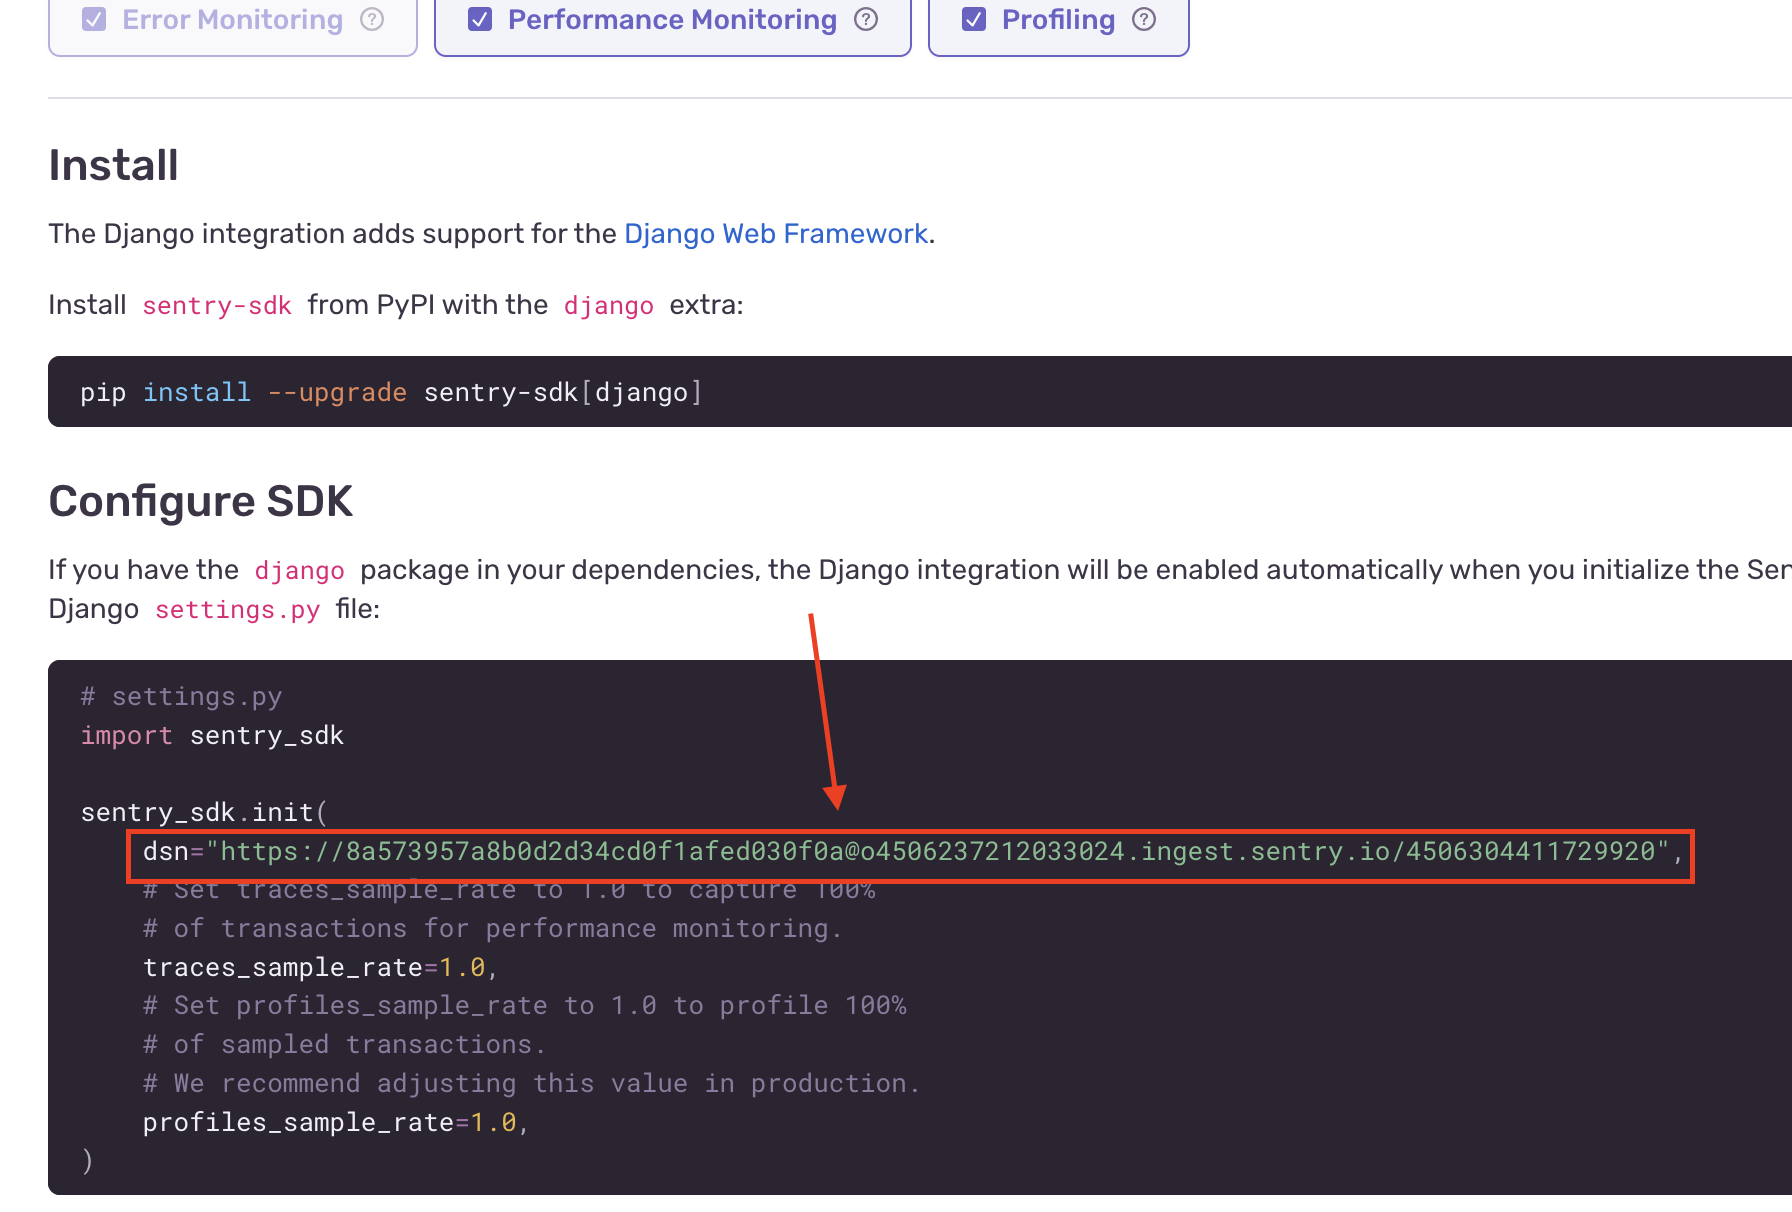 Error Monitoring ?
Performance Monitoring ?
Profiling ?
Install
The Django integration adds support for the Django Web Framework.
Install sentry-sdk from PyPI with the django extra:
pip install --upgrade sentry-sdk[django]
Configure SDK
If you have the django package in your dependencies, the Django integration will be enabled automatically when you initialize the Sen
Django settings.py file:
# settings.py
import sentry_sdk
sentry_sdk.init(
dsn="https://8a573957a8b0d2d34cd0f1afed030f0a@o4506237212033024.ingest.sentry.io/4506304411729920",
# Set traces_sample_rate to 1.0 to capture 100%
# of transactions for performance monitoring.
traces_sample_rate=1.0,
# Set profiles_sample_rate to 1.0 to profile 100%
# of sampled transactions.
# We recommend adjusting this value in production.
profiles_sample_rate=1.0,
)